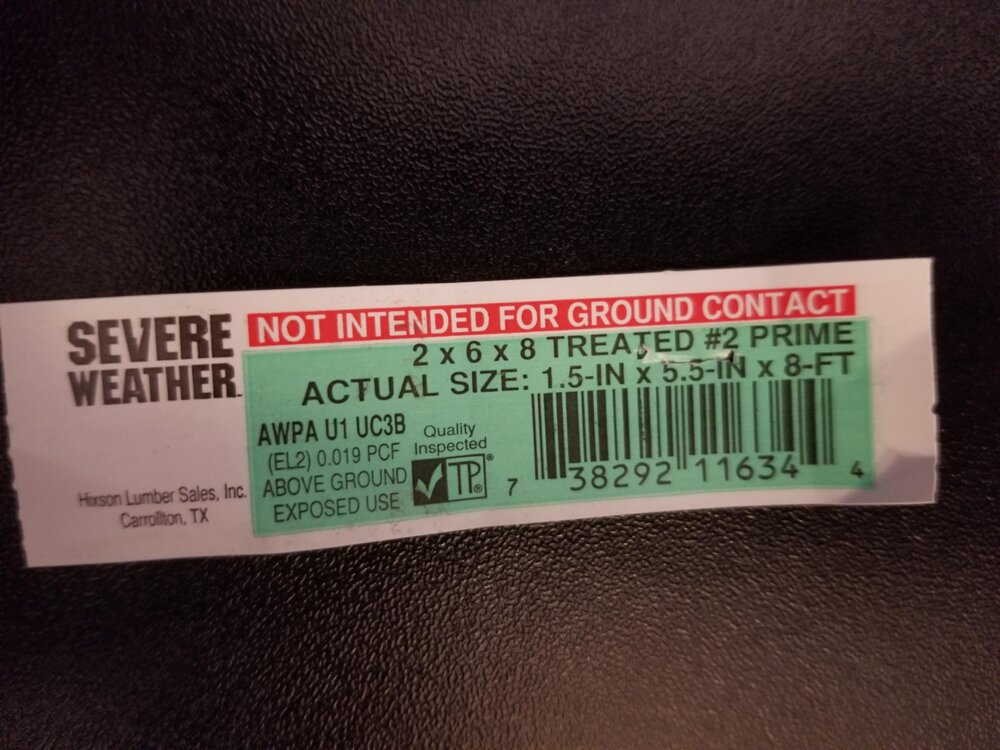 SEVERE
WEATHER.
NOT INTENDED FOR GROUND CONTACT
2 x 6 x 8 TREATED #2 PRIME
ACTUAL SIZE: 1.5-IN x 5.5-IN x 8-FT
AWPA U1 UC3B
(EL2) 0.019 PCF
ABOVE GROUND
EXPOSED USE
Quality
Inspected
TP®
7 38292 11634 4
Hixson Lumber Sales, Inc.
Carrollton, TX